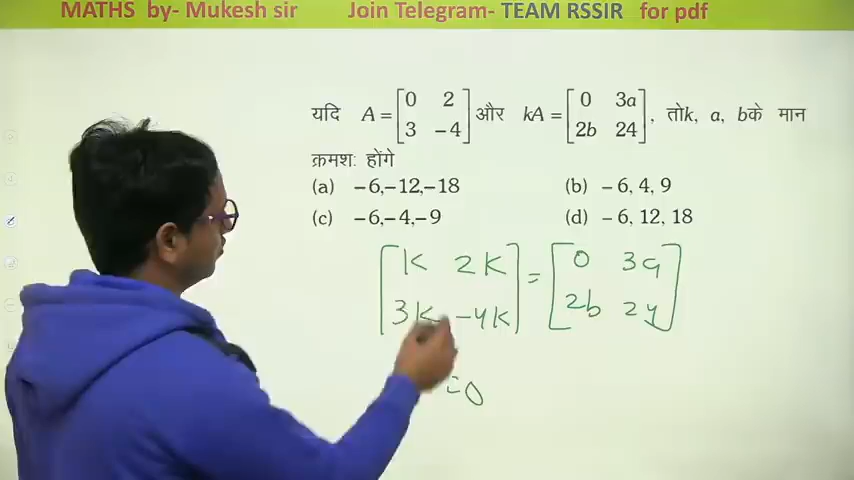 MATHS by- Mukesh sir Join Telegram- TEAM RSSIR for pdf
यदि A = [0 2 3 -4] और kA = [0 3a 2b 24], तोk, a, bके मान
क्रमशः होंगे
(a) -6,-12,-18 (b) - 6, 4, 9
(c) -6,-4,-9 (d) - 6, 12, 18
[K 2K = [0 3a
3K -4K] 2b 24]
=0